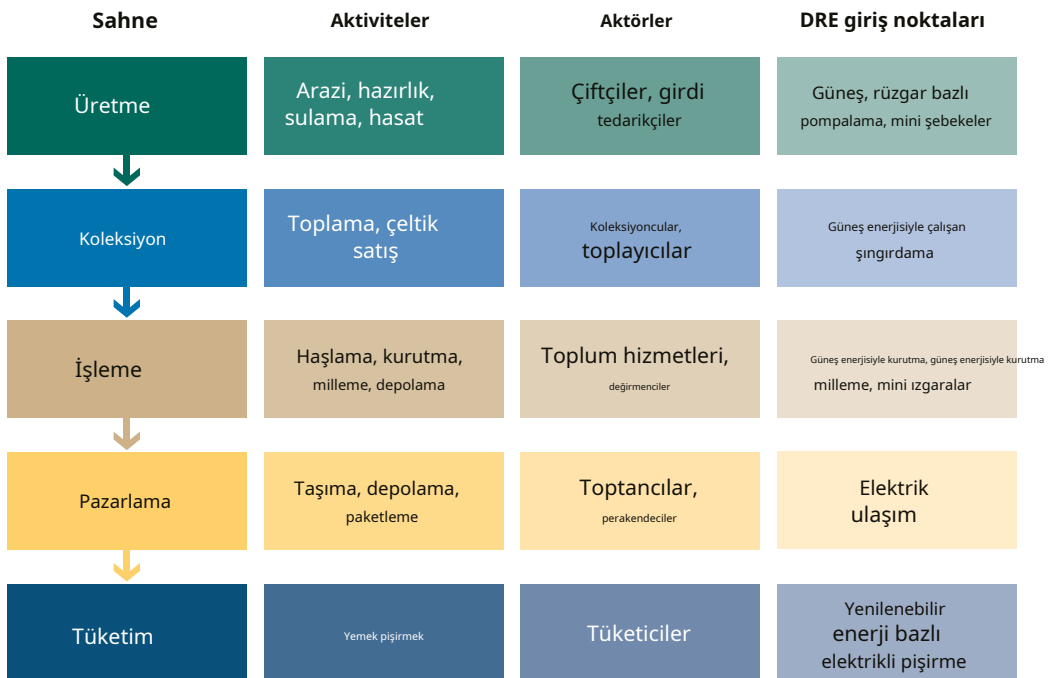 Sahne
Aktiviteler
Aktörler
DRE giriş noktaları
Üretme
Arazi, hazırlık,
sulama, hasat
Çiftçiler, girdi
tedarikçiler
Güneş, rüzgar bazlı
pompalama, mini şebekeler
Koleksiyon
Toplama, çeltik
satış
Koleksiyoncular,
toplayıcılar
Güneş enerjisiyle çalışan
şıngırdama
İşleme
Haşlama, kurutma,
milleme, depolama
Toplum hizmetleri,
değirmenciler
Güneş enerjisiyle kurutma, güneş enerjisiyle kurutma
milleme, mini ızgaralar
Pazarlama
Taşıma, depolama,
paketleme
Toptancılar,
perakendeciler
Elektrik
ulaşım
Tüketim
Yemek pişirmek
Tüketiciler
Yenilenebilir
enerji bazlı
elektrikli pişirme